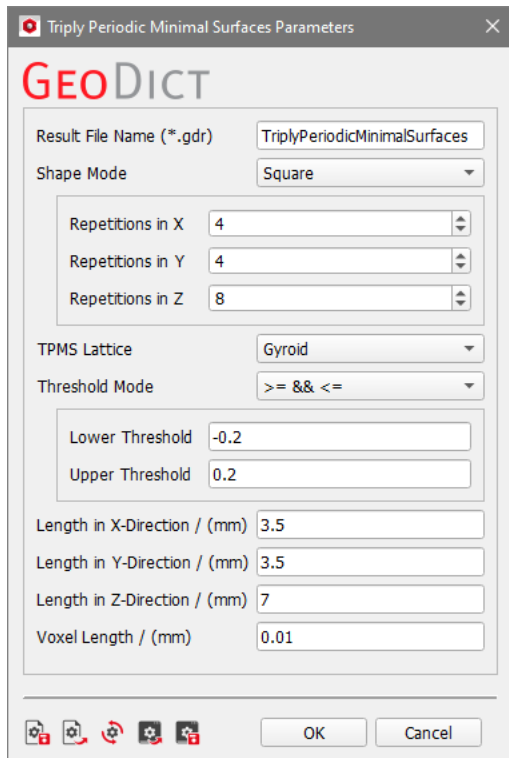 Triply Periodic Minimal Surfaces Parameters
GEODICT
Result File Name (*.gdr) TriplyPeriodicMinimalSurfaces
Shape Mode Square
Repetitions in X 4
Repetitions in Y 4
Repetitions in Z 8
TPMS Lattice Gyroid
Threshold Mode >= && <=
Lower Threshold -0.2
Upper Threshold 0.2
Length in X-Direction / (mm) 3.5
Length in Y-Direction / (mm) 3.5
Length in Z-Direction / (mm) 7
Voxel Length / (mm) 0.01
OK Cancel